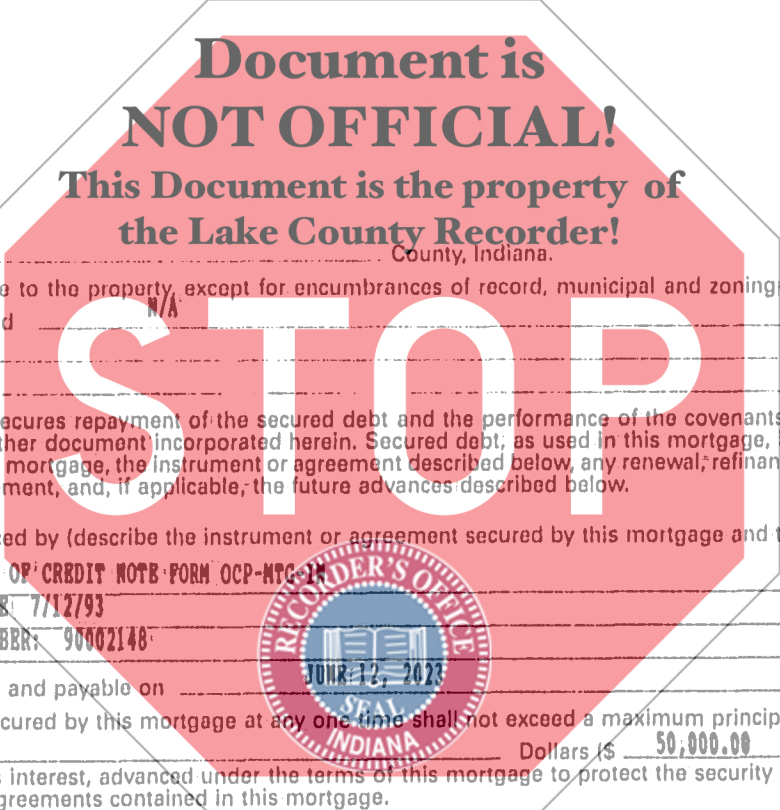 Document is
NOT OFFICIAL!
This Document is the property of
the Lake County Recorder!
County, Indiana.
e to the property, except for encumbrances of record, municipal and zoning
N/A
d
STOP
ecures repayment of the secured debt and the performance of the covenants
ther document incorporated herein. Secured debt, as used in this mortgage,
mortgage, the instrument or agreement described below, any renewal, refinan
ment, and, if applicable, the future advances described below.
ced by (describe the instrument or agreement secured by this mortgage and t
OF CREDIT NOTE FORM OCP-MTG-IN
7/12/93
BER: 90002148
RECORDER'S OFFICE
JUNE 12, 2023
and payable on
SEAL
INDIANA
cured by this mortgage at any one time shall not exceed a maximum princip
Dollars ($ 50,000.00
s interest, advanced under the terms of this mortgage to protect the security
greements contained in this mortgage.